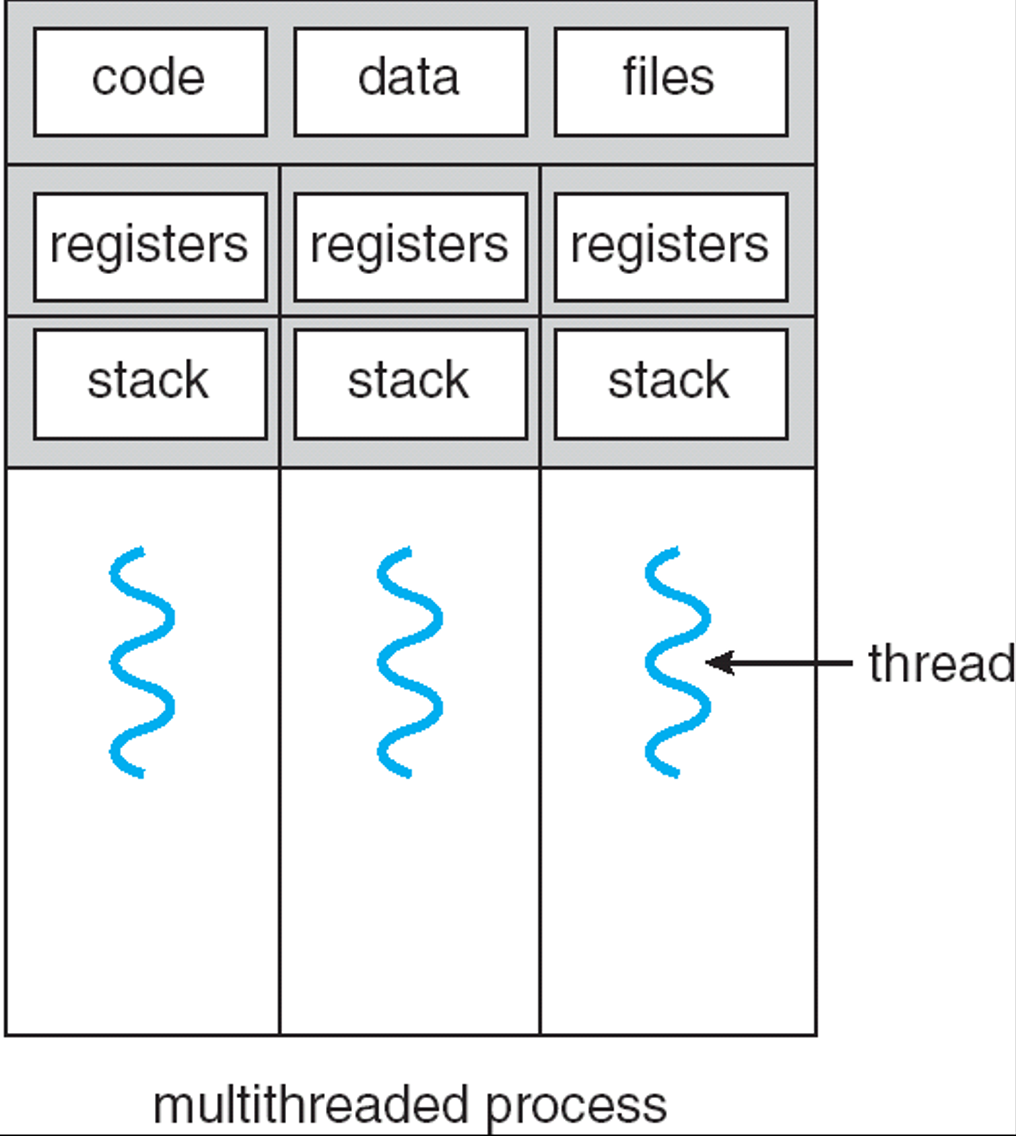 code data files
registers registers registers
stack stack stack
thread
multithreaded process